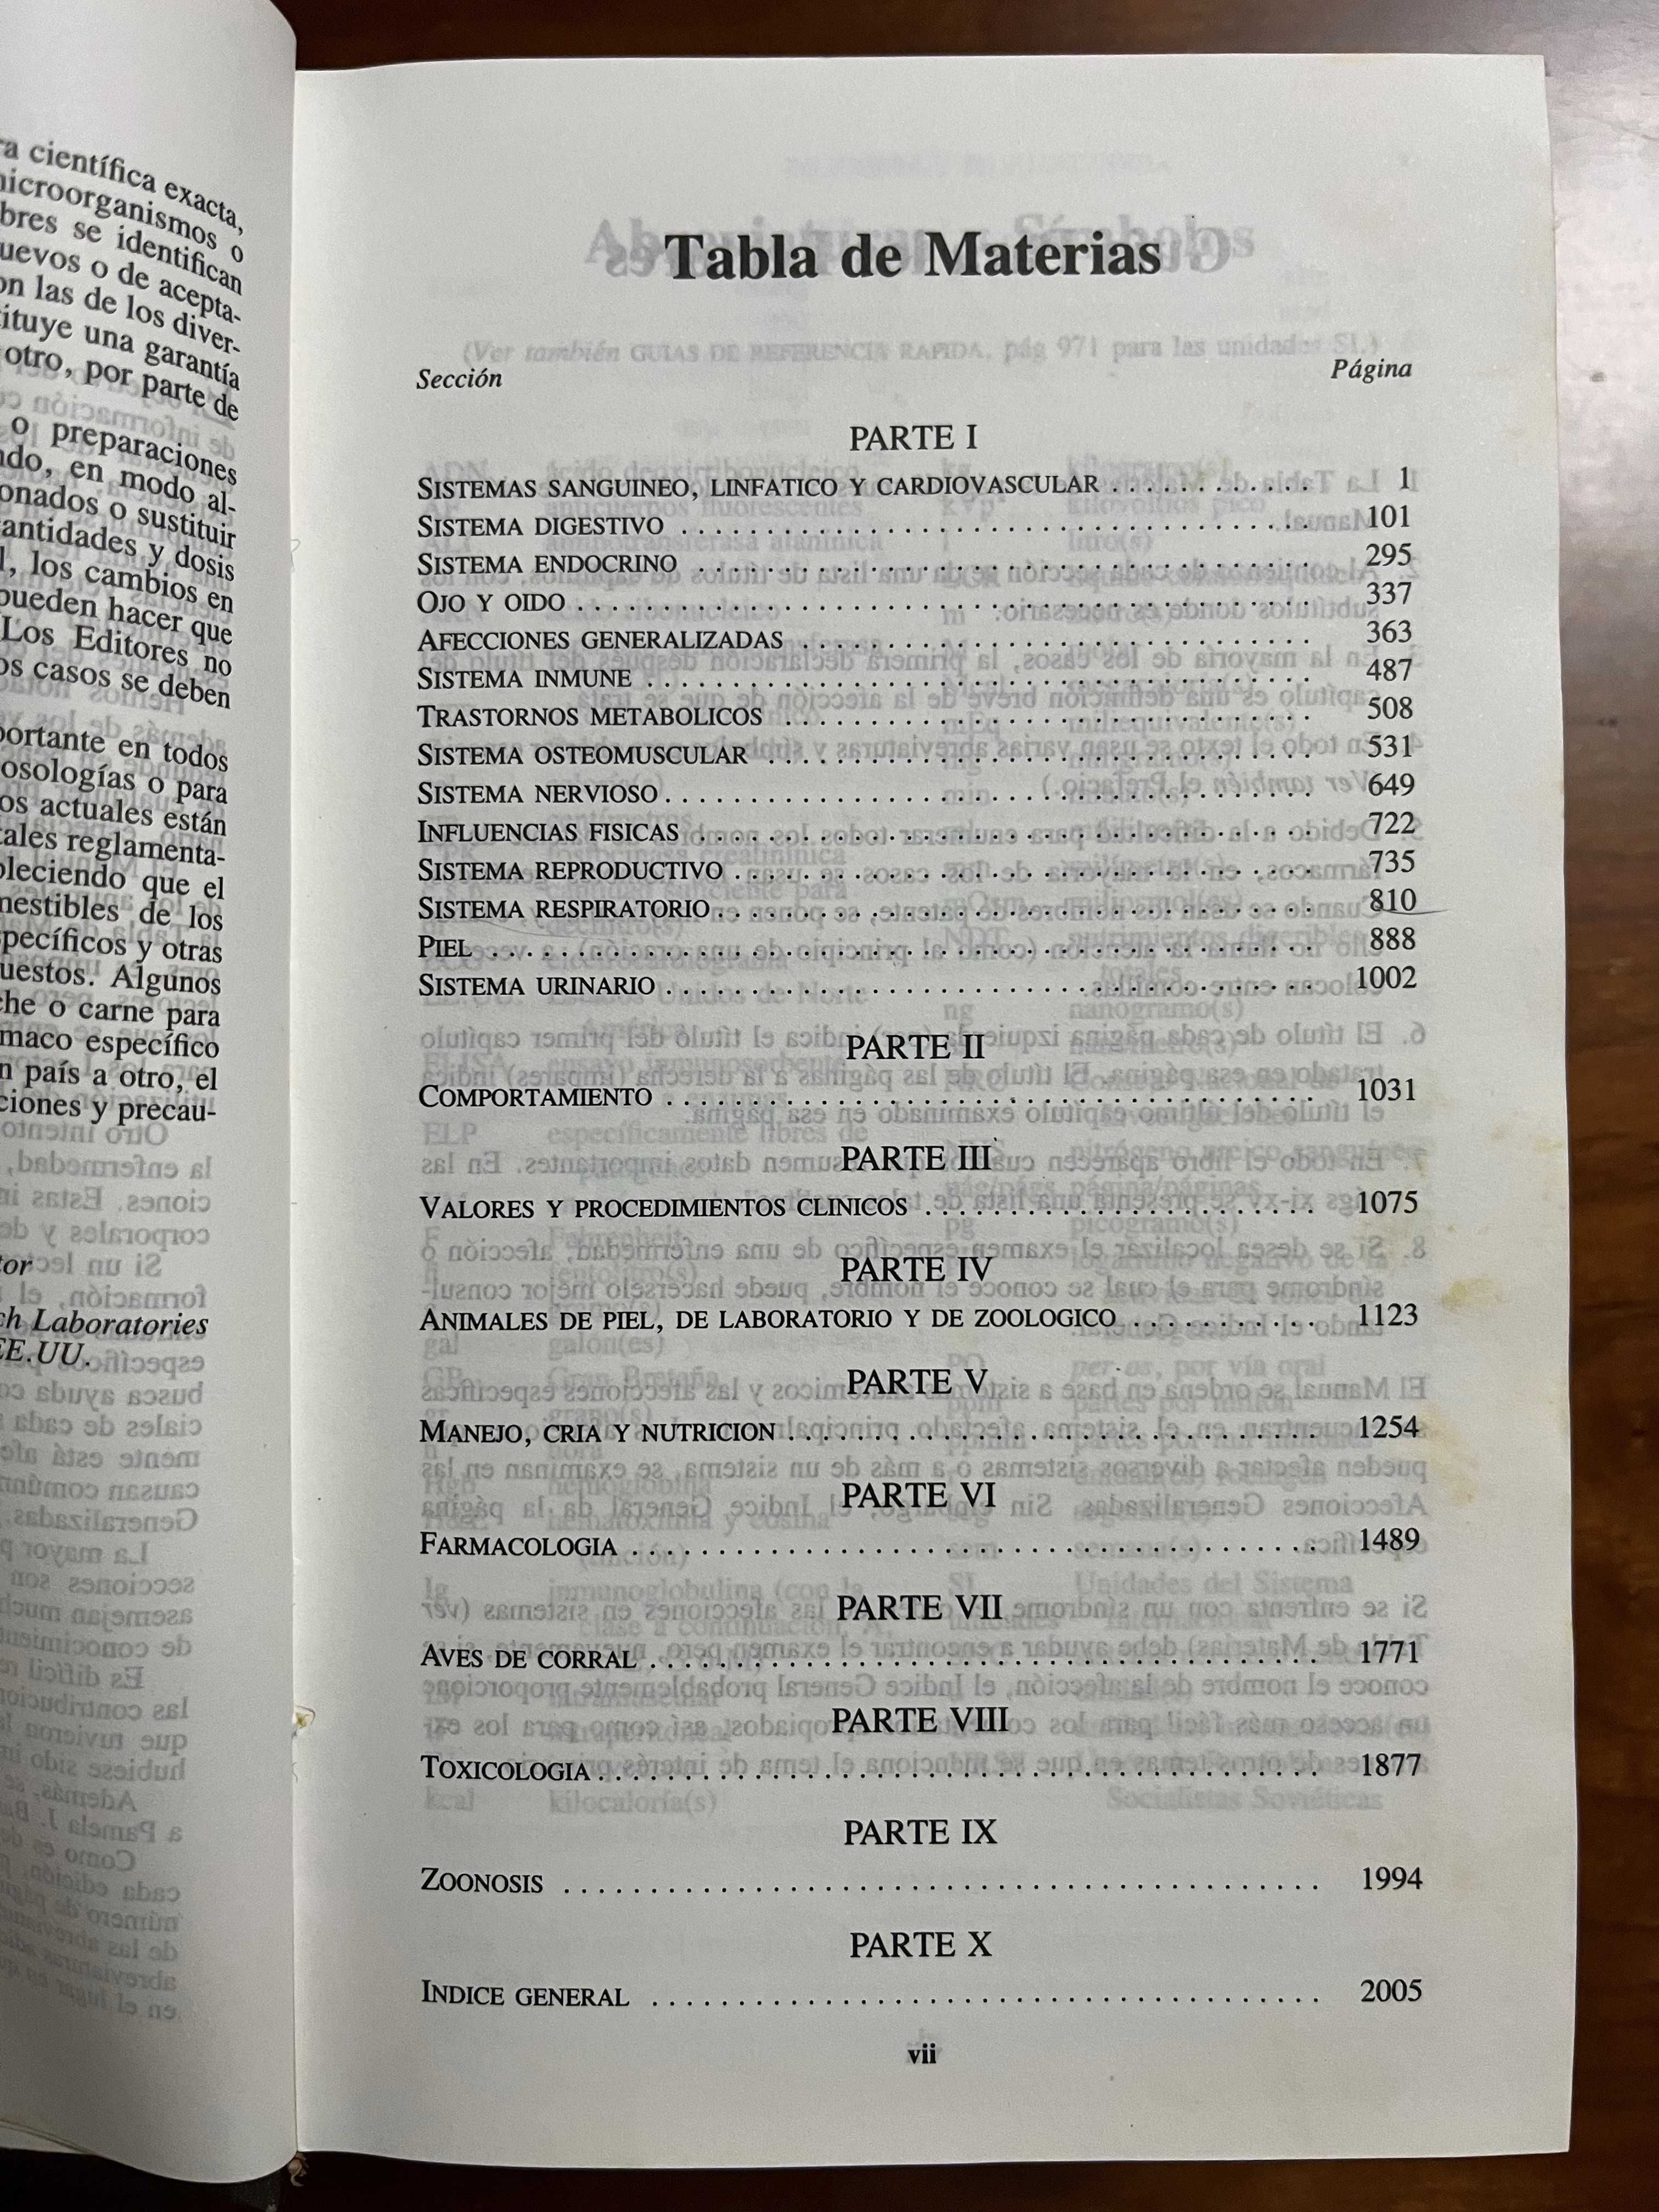 ra científica exacta,
microorganismos o
bres se identifican
uevos o de acepta-
on las de los diver-
tituye una garantía
otro, por parte de
o preparaciones
ndo, en modo al-
onados o sustituir
antidades y dosis
l, los cambios en
pueden hacer que
Los Editores no
os casos se deben
portante en todos
osologías o para
os actuales están
tales reglamenta-
bleciendo que el
mestibles de los
pecíficos y otras
uestos. Algunos
che o carne para
maco específico
n país a otro, el
ciones y precau-
tor
ch Laboratories
EE.UU.
Tabla de Materias
Sección Página
PARTE I
SISTEMAS SANGUINEO, LINFATICO Y CARDIOVASCULAR . . . . . . . . . . . . 1
SISTEMA DIGESTIVO . . . . . . . . . . . . 101
SISTEMA ENDOCRINO . . . . . . . . . . . . 295
OJO Y OIDO . . . . . . . . . . . . 337
AFECCIONES GENERALIZADAS . . . . . . . . . . . . 363
SISTEMA INMUNE . . . . . . . . . . . . 487
TRASTORNOS METABOLICOS . . . . . . . . . . . . 508
SISTEMA OSTEOMUSCULAR . . . . . . . . . . . . 531
SISTEMA NERVIOSO . . . . . . . . . . . . 649
INFLUENCIAS FISICAS . . . . . . . . . . . . 722
SISTEMA REPRODUCTIVO . . . . . . . . . . . . 735
SISTEMA RESPIRATORIO . . . . . . . . . . . . 810
PIEL . . . . . . . . . . . . 888
SISTEMA URINARIO . . . . . . . . . . . . 1002
PARTE II
COMPORTAMIENTO . . . . . . . . . . . . 1031
PARTE III
VALORES Y PROCEDIMIENTOS CLINICOS . . . . . . . . . . . . 1075
PARTE IV
ANIMALES DE PIEL, DE LABORATORIO Y DE ZOOLOGICO . . . . . . . . . . . 1123
PARTE V
MANEJO, CRIA Y NUTRICION . . . . . . . . . . . . 1254
PARTE VI
FARMACOLOGIA . . . . . . . . . . . . 1489
PARTE VII
AVES DE CORRAL . . . . . . . . . . . . 1771
PARTE VIII
TOXICOLOGIA . . . . . . . . . . . . 1877
PARTE IX
ZOONOSIS . . . . . . . . . . . . 1994
PARTE X
INDICE GENERAL . . . . . . . . . . . . 2005
vii